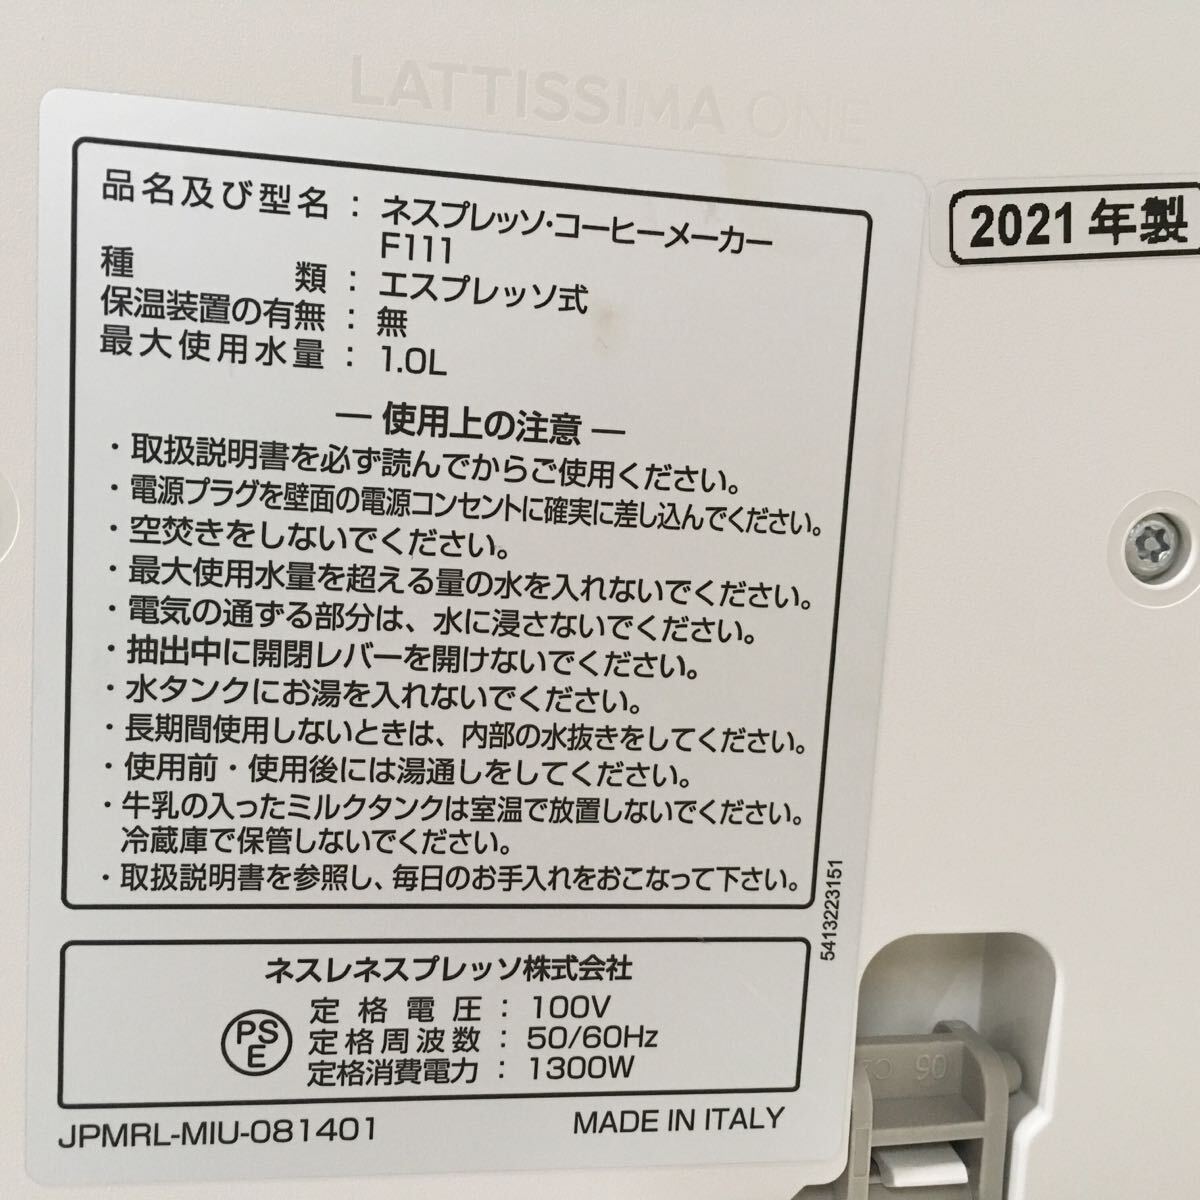 LATTISSIMA ONE
2021年製
品名及び型名 : ネスプレッソ・コーヒーメーカー
F111
種類 : エスプレッソ式
保温装置の有無 : 無
最大使用水量 : 1.0L
― 使用上の注意 ―
・取扱説明書を必ず読んでからご使用ください。
・電源プラグを壁面の電源コンセントに確実に差し込んでください。
・空焚きをしないでください。
・最大使用水量を超える量の水を入れないでください。
・電気の通ずる部分は、水に浸さないでください。
・抽出中に開閉レバーを開けないでください。
・水タンクにお湯を入れないでください。
・長期間使用しないときは、内部の水抜きをしてください。
・使用前・使用後には湯通しをしてください。
・牛乳の入ったミルクタンクは室温で放置しないでください。
冷蔵庫で保管しないでください。
・取扱説明書を参照し、毎日のお手入れをおこなって下さい。
5413223151
ネスレネスプレッソ株式会社
PSE
定格電圧 : 100V
定格周波数 : 50/60Hz
定格消費電力 : 1300W
JPMRL-MIU-081401
MADE IN ITALY